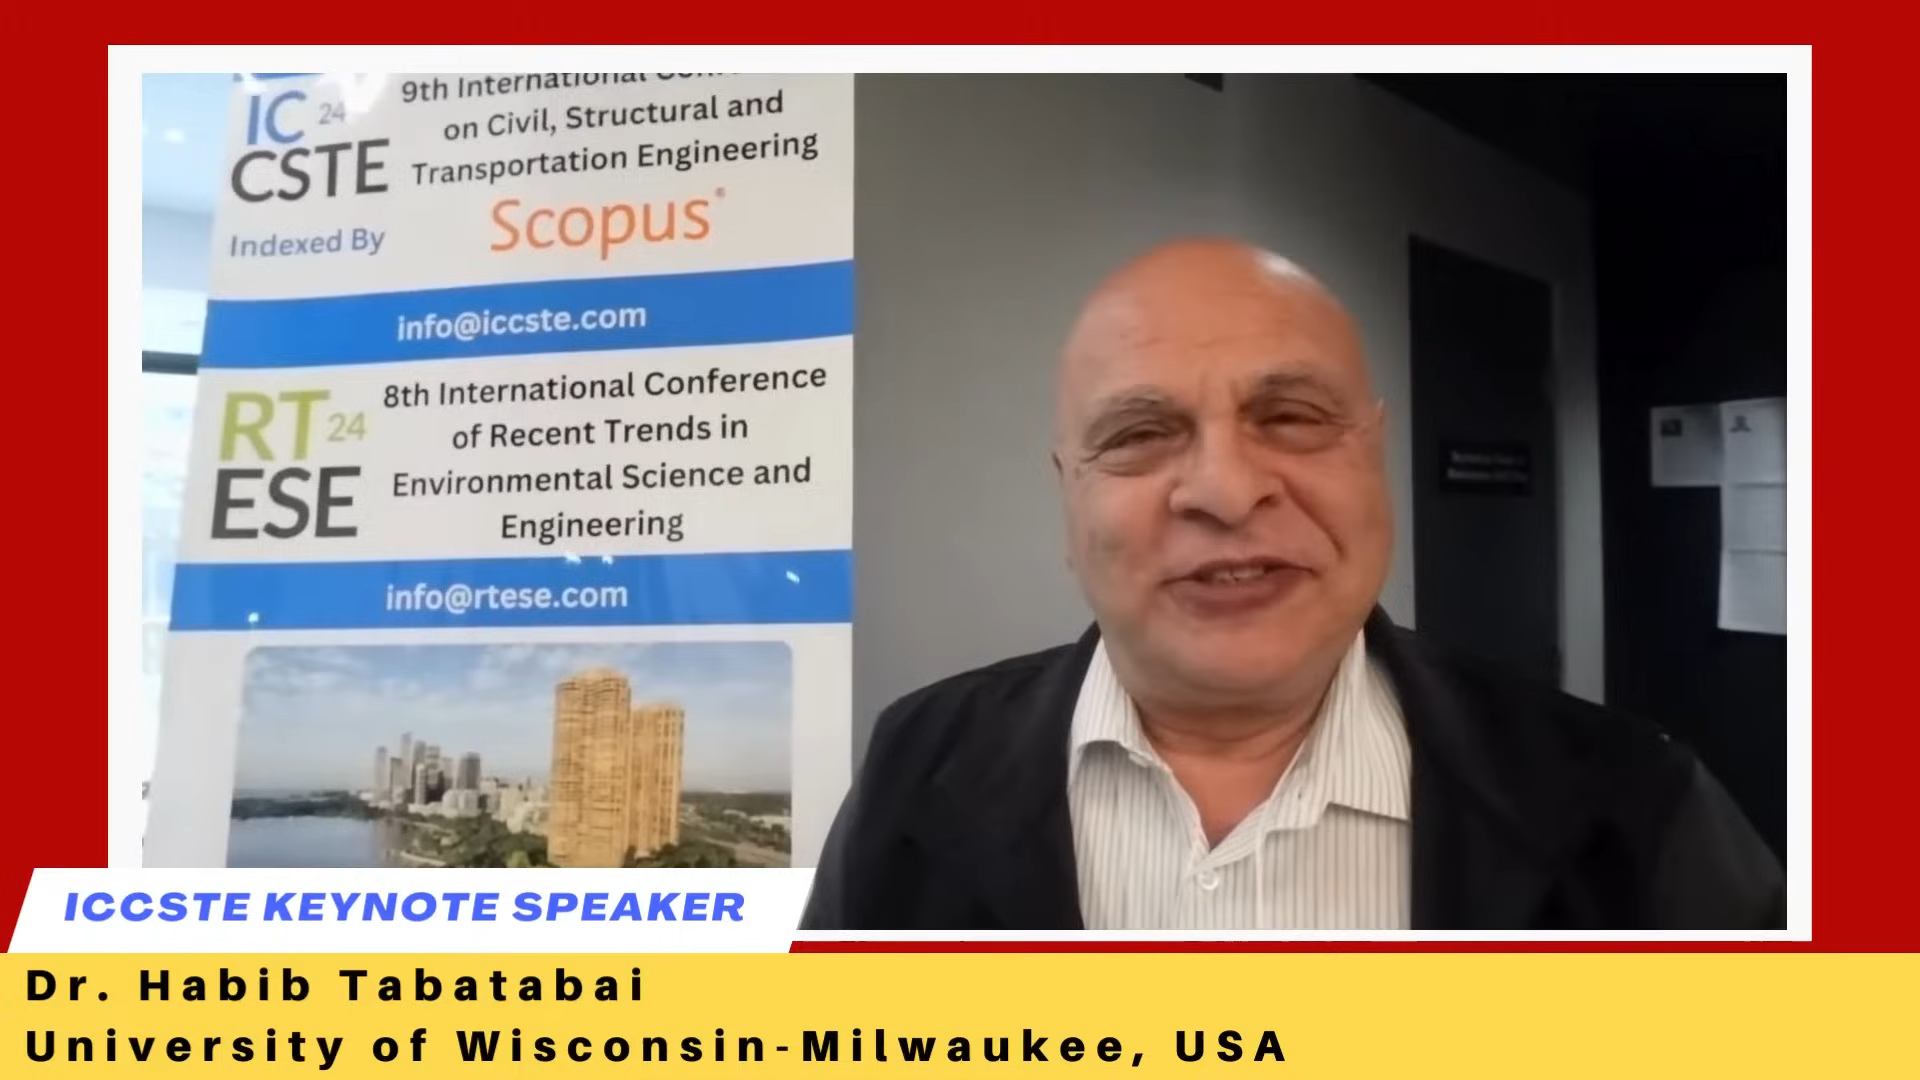 IC 24
CSTE
9th International
on Civil, Structural and
Transportation Engineering
Indexed By
Scopus®
info@iccste.com
RT 24
ESE
8th International Conference
of Recent Trends in
Environmental Science and
Engineering
info@rtese.com
ICCSTE KEYNOTE SPEAKER
Dr. Habib Tabatabai
University of Wisconsin-Milwaukee, USA